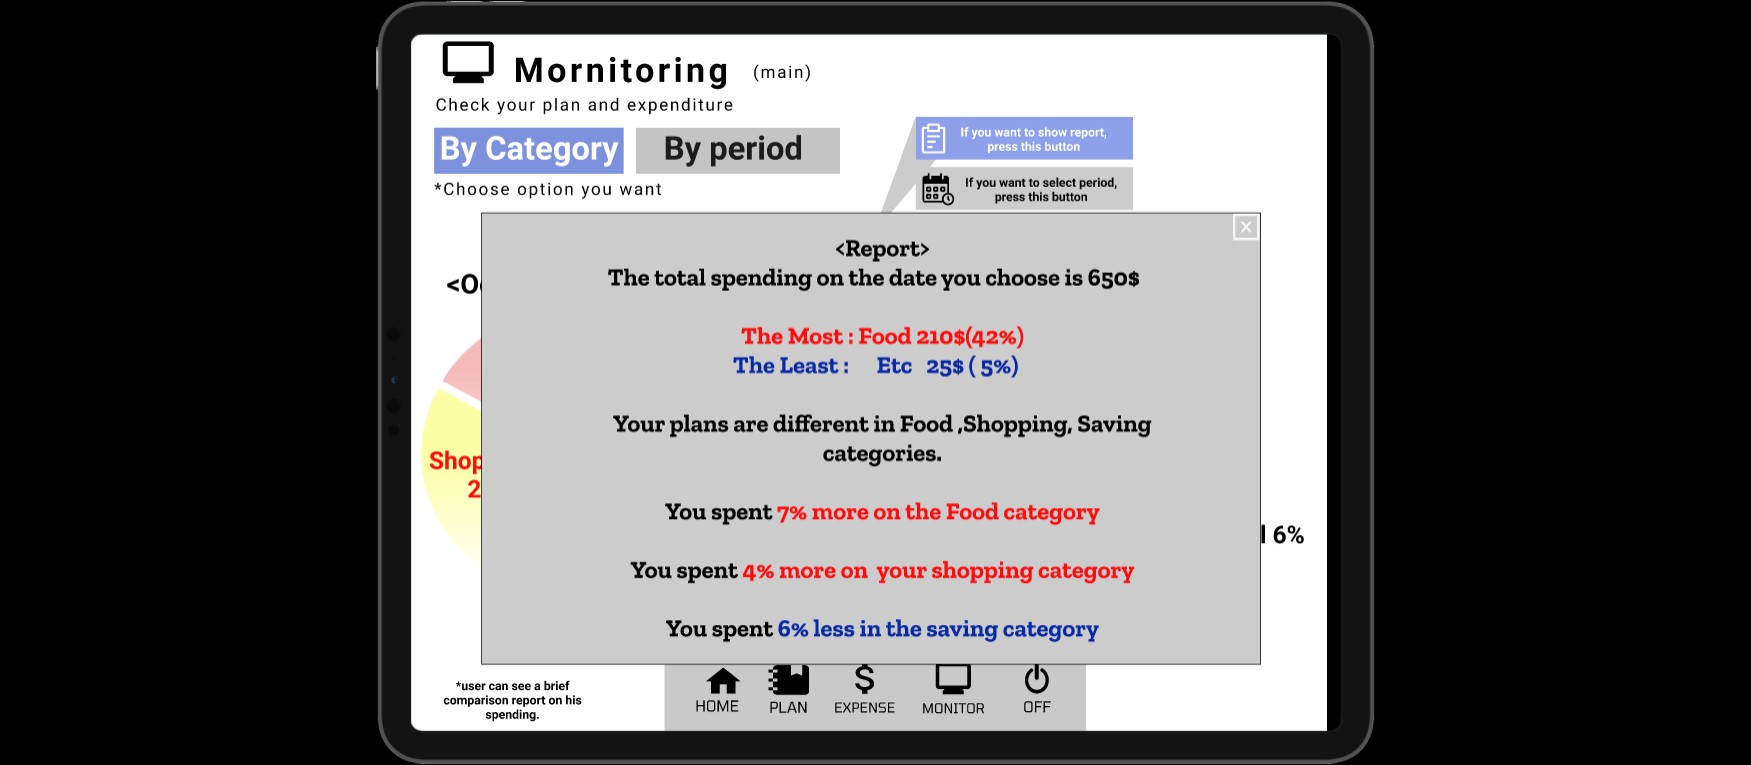 Mornitoring (main)
Check your plan and expenditure
By Category By period
*Choose option you want
If you want to show report,
press this button
If you want to select period,
press this button
X
<Report>
The total spending on the date you choose is 650$
The Most : Food 210$(42%)
The Least : Etc 25$ ( 5%)
Your plans are different in Food ,Shopping, Saving
categories.
You spent 7% more on the Food category
You spent 4% more on your shopping category
You spent 6% less in the saving category
6%
*user can see a brief
comparison report on his
spending.
HOME PLAN EXPENSE MONITOR OFF